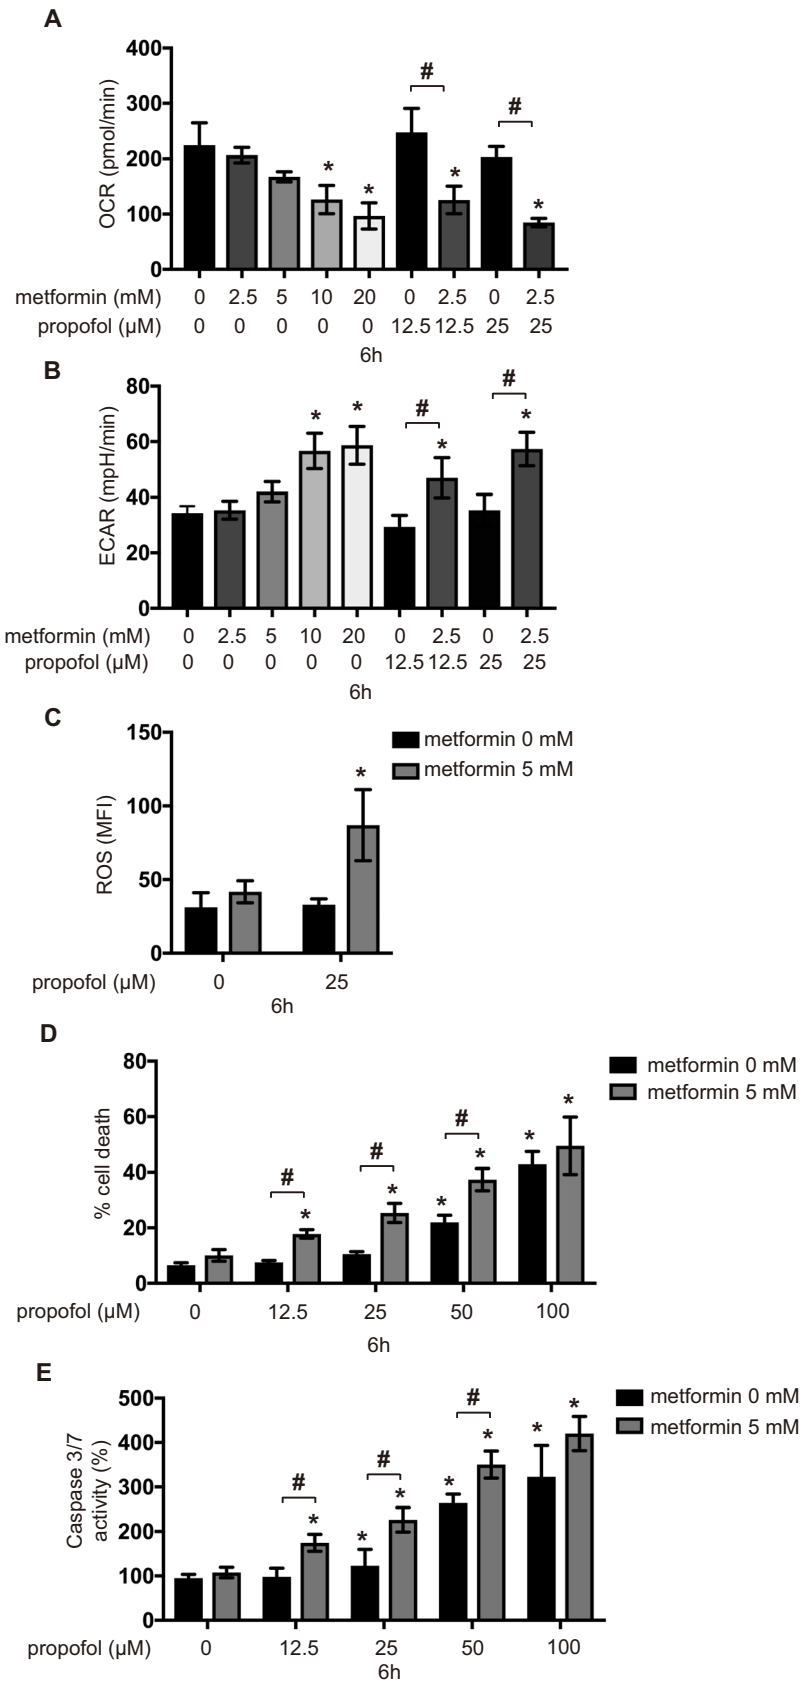 A
400
300
200
100
0
OCR (pmol/min)
#
#
* * * *
metformin (mM) 0 2.5 5 10 20 0 2.5 0 2.5
propofol (µM) 0 0 0 0 0 12.5 12.5 25 25
6h
B
80
60
40
20
0
ECAR (mpH/min)
#
#
* * * *
metformin (mM) 0 2.5 5 10 20 0 2.5 0 2.5
propofol (µM) 0 0 0 0 0 12.5 12.5 25 25
6h
C
150
100
50
0
ROS (MFI)
metformin 0 mM
metformin 5 mM
*
propofol (µM) 0 25
6h
D
80
60
40
20
0
% cell death
metformin 0 mM
metformin 5 mM
# # #
* * * * * *
propofol (µM) 0 12.5 25 50 100
6h
E
500
400
300
200
100
0
Caspase 3/7
activity (%)
metformin 0 mM
metformin 5 mM
# # #
* * * * * * *
propofol (µM) 0 12.5 25 50 100
6h